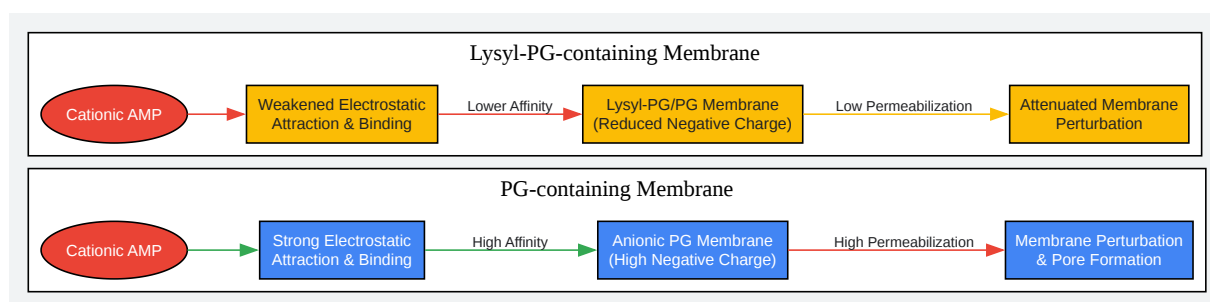 Lysyl-PG-containing Membrane
Cationic AMP
Weakened Electrostatic
Attraction & Binding
Lower Affinity
Lysyl-PG/PG Membrane
(Reduced Negative Charge)
Low Permeabilization
Attenuated Membrane
Perturbation
PG-containing Membrane
Cationic AMP
Strong Electrostatic
Attraction & Binding
High Affinity
Anionic PG Membrane
(High Negative Charge)
High Permeabilization
Membrane Perturbation
& Pore Formation